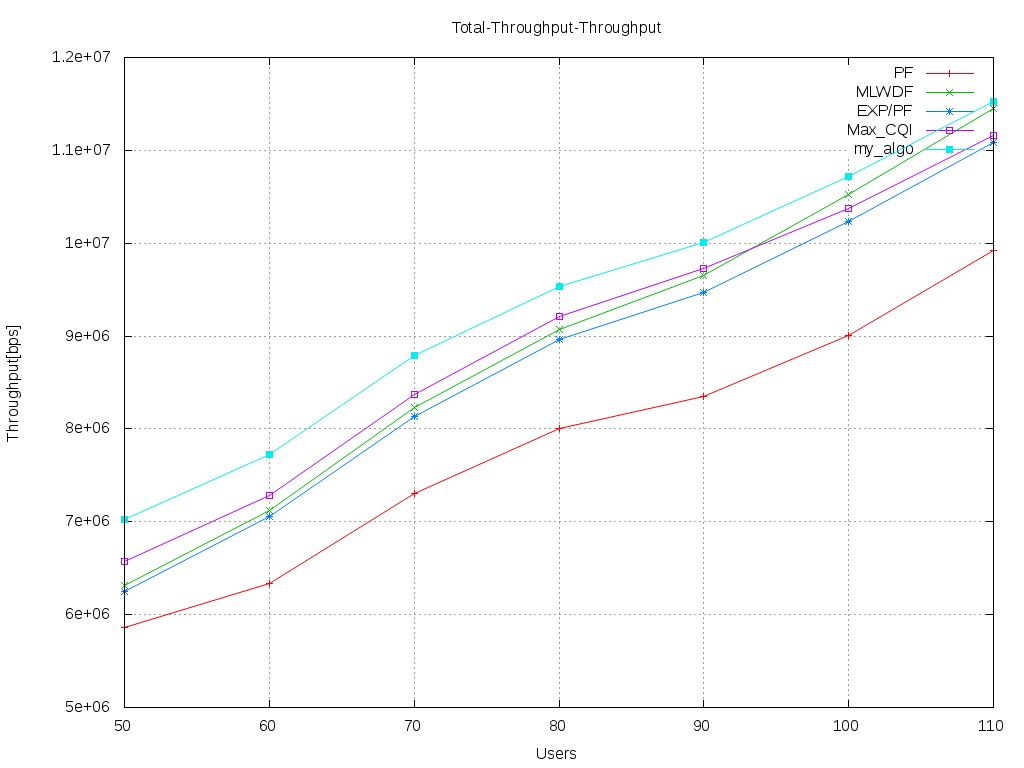 Total-Throughput-Throughput
1.2e+07
1.1e+07
1e+07
9e+06
8e+06
7e+06
6e+06
5e+06
Throughput[bps]
PF
MLWDF
EXP/PF
Max_CQI
my_algo
50 60 70 80 90 100 110
Users